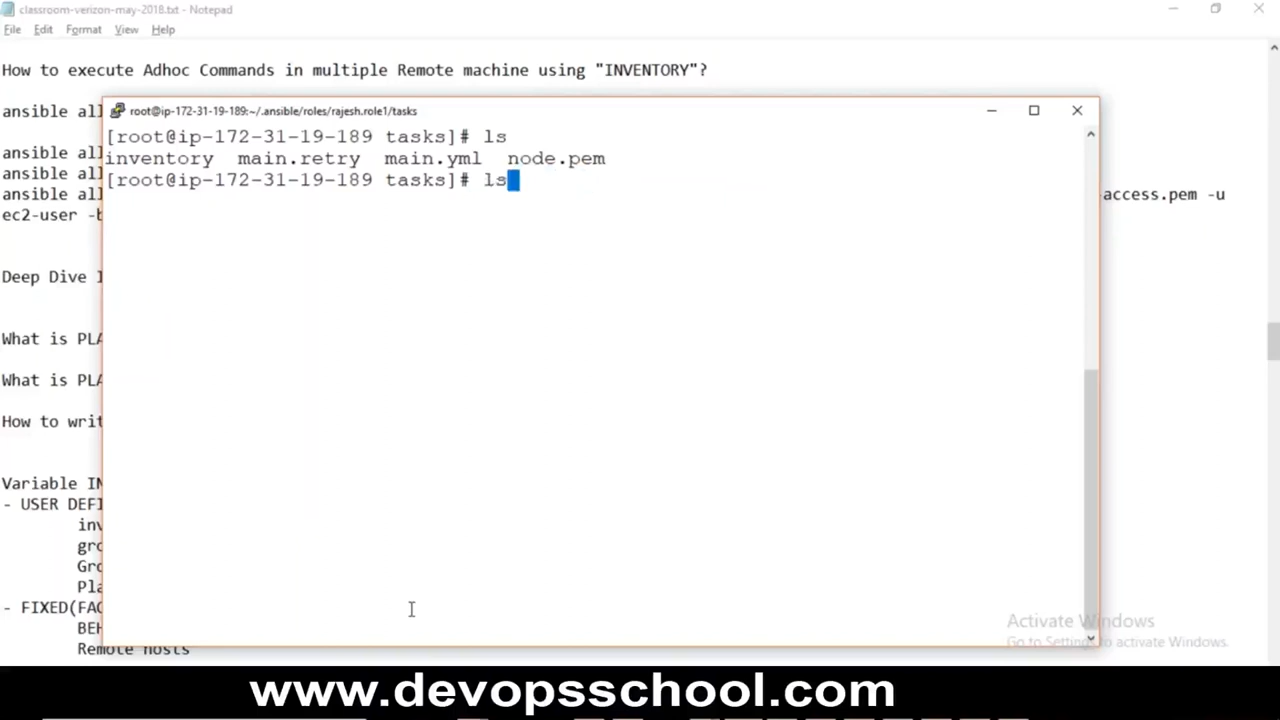 classroom-verizon-may-2018.txt - Notepad
File Edit Format View Help
How to execute Adhoc Commands in multiple Remote machine using "INVENTORY"?
ansible all
root@ip-172-31-19-189:~/.ansible/roles/rajesh.role1/tasks
[root@ip-172-31-19-189 tasks]# ls
ansible all
inventory main.retry main.yml node.pem
ansible all
[root@ip-172-31-19-189 tasks]# ls
ansible all -access.pem -u
ec2-user -b
Deep Dive I
What is PLA
What is PLA
How to writ
Variable IN
- USER DEFI
inv
gro
Gro
Pla
- FIXED(FAC
BEH
Remote hosts
Activate Windows
Go to Settings to activate Windows.
www.devopsschool.com